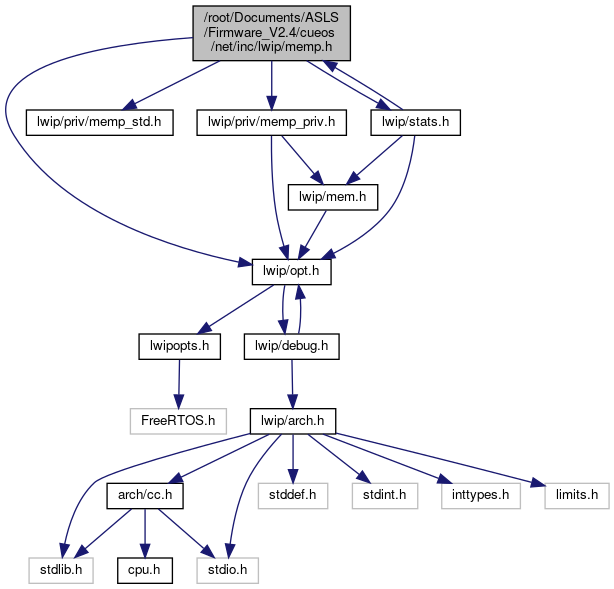 /root/Documents/ASLS
/Firmware_V2.4/cueos
/net/inc/lwip/memp.h
lwip/priv/memp_std.h
lwip/priv/memp_priv.h
lwip/stats.h
lwip/mem.h
lwip/opt.h
lwipopts.h
lwip/debug.h
FreeRTOS.h
lwip/arch.h
arch/cc.h
stddef.h
stdint.h
inttypes.h
limits.h
stdlib.h
cpu.h
stdio.h